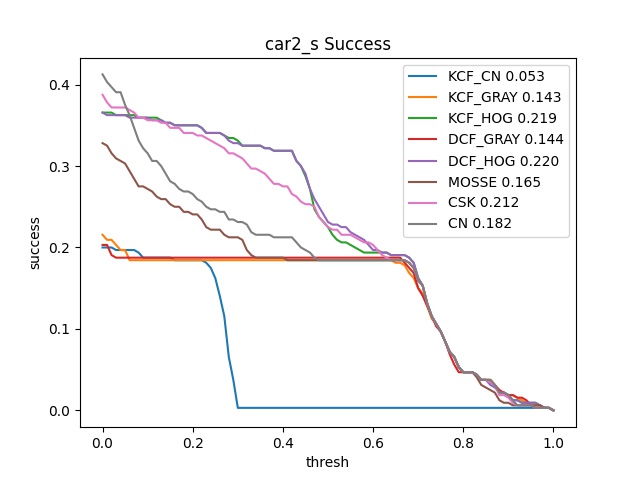 car2_s Success
0.4
0.3
0.2
0.1
0.0
success
KCF_CN 0.053
KCF_GRAY 0.143
KCF_HOG 0.219
DCF_GRAY 0.144
DCF_HOG 0.220
MOSSE 0.165
CSK 0.212
CN 0.182
0.0 0.2 0.4 0.6 0.8 1.0
thresh